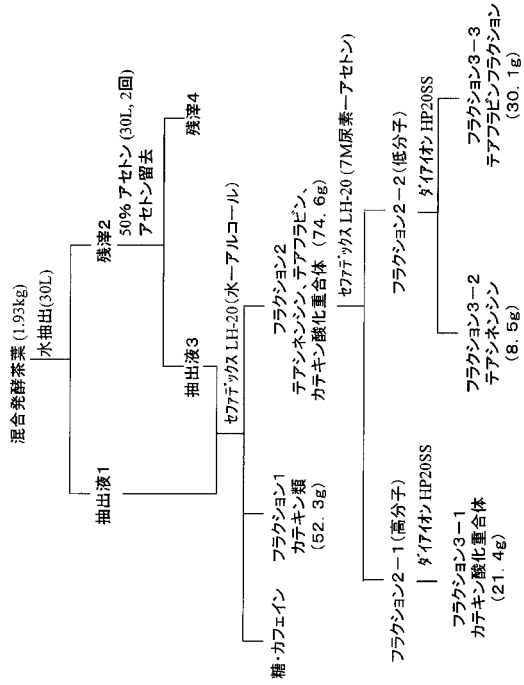 混合発酵茶葉 (1.93kg)
水抽出(30L)
抽出液1
残滓2
50% アセトン (30L, 2回)
アセトン留去
抽出液3
残滓4
セファデックス LH-20 (水ーアルコール)
糖・カフェイン
フラクション1
カテキン類
(52. 3g)
フラクション2
テアシネンシン、テアフラビン、
カテキン酸化重合体 (74. 6g)
セファデックス LH-20 (7M尿素ーアセトン)
フラクション2-1 (高分子)
フラクション2-2 (低分子)
ダイアイオン HP20SS
ダイアイオン HP20SS
フラクション3-1
カテキン酸化重合体
(21. 4g)
フラクション3-2
テアシネンシン
(8. 5g)
フラクション3-3
テアフラビンフラクション
(30. 1g)